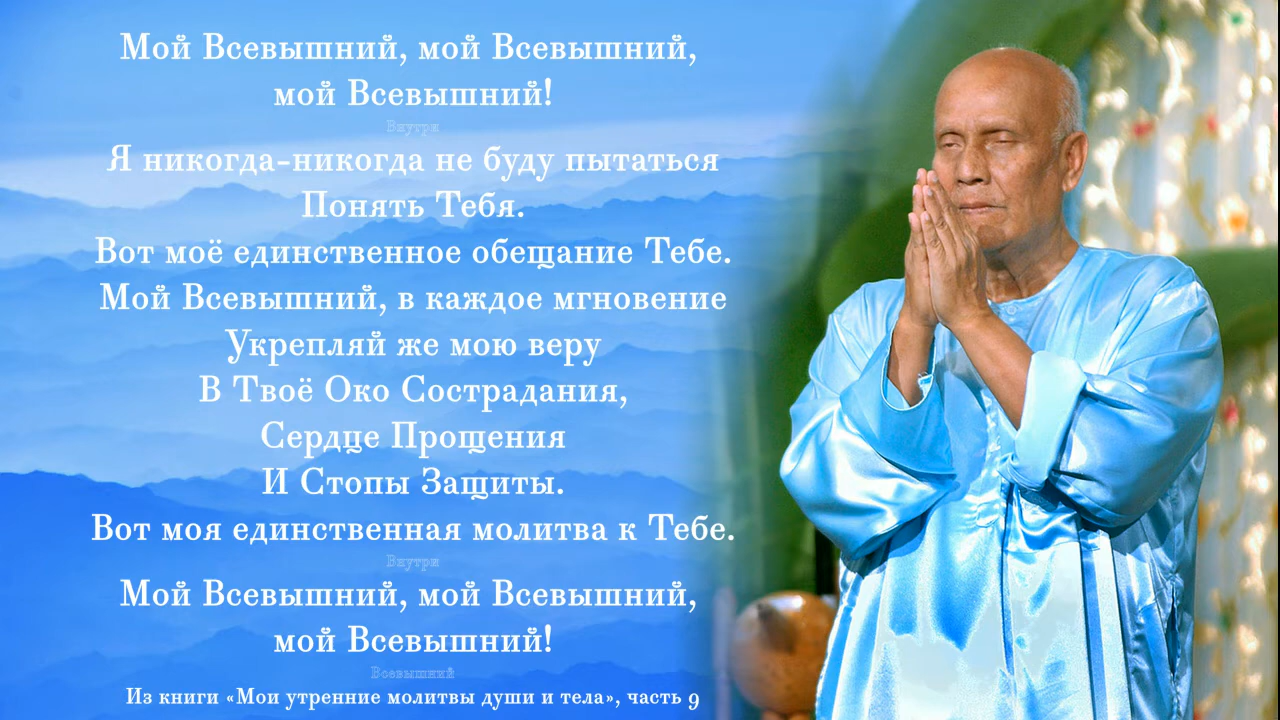 Мой Всевышний, мой Всевышний,
мой Всевышний!
Внутри
Я никогда-никогда не буду пытаться
Понять Тебя.
Вот моё единственное обещание Тебе.
Мой Всевышний, в каждое мгновение
Укрепляй же мою веру
В Твоё Око Сострадания,
Сердце Прощения
И Стопы Защиты.
Вот моя единственная молитва к Тебе.
Внутри
Мой Всевышний, мой Всевышний,
мой Всевышний!
Всевышний
Из книги «Мои утренние молитвы души и тела», часть 9